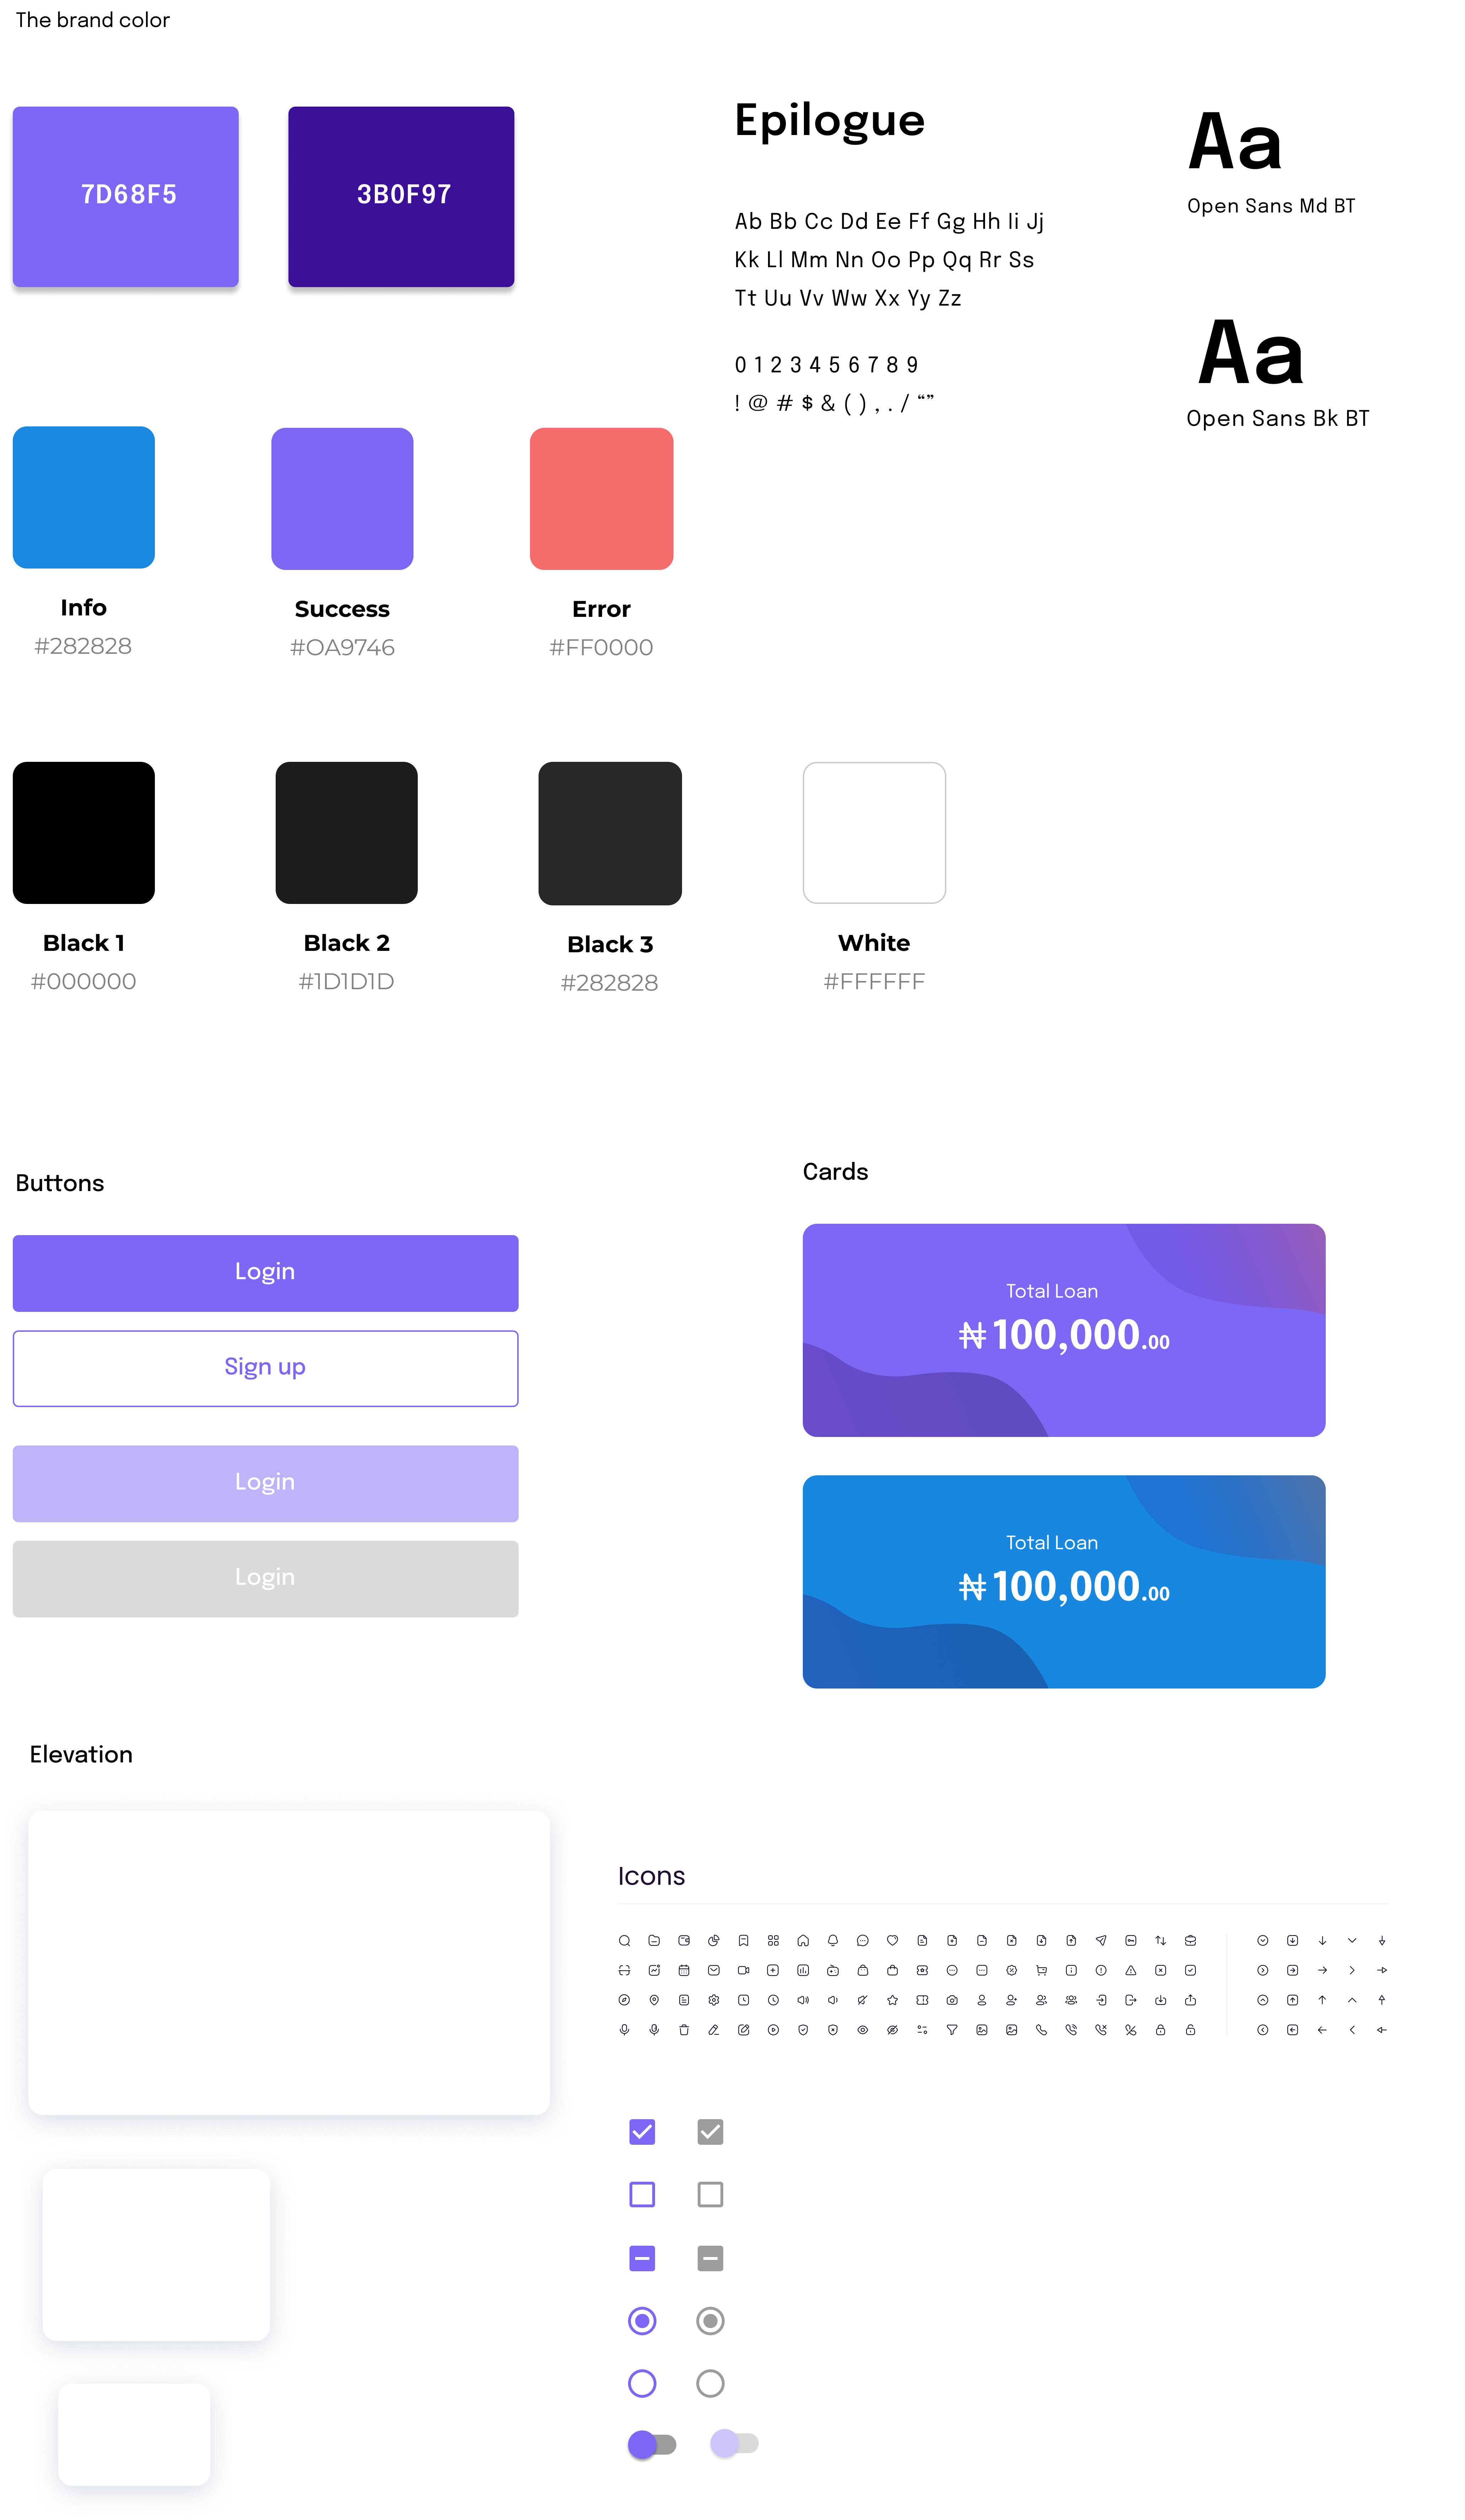 The brand color
7D68F5
3B0F97
Epilogue
Ab Bb Cc Dd Ee Ff Gg Hh Ii Jj
Kk Ll Mm Nn Oo Pp Qq Rr Ss
Tt Uu Vv Ww Xx Yy Zz
0 1 2 3 4 5 6 7 8 9
! @ # $ & ( ) , . / “”
Aa
Open Sans Md BT
Aa
Open Sans Bk BT
Info
#282828
Success
#OA9746
Error
#FF0000
Black 1
#000000
Black 2
#1D1D1D
Black 3
#282828
White
#FFFFFF
Buttons
Login
Sign up
Login
Login
Cards
Total Loan
₦100,000.00
Total Loan
₦100,000.00
Elevation
Icons